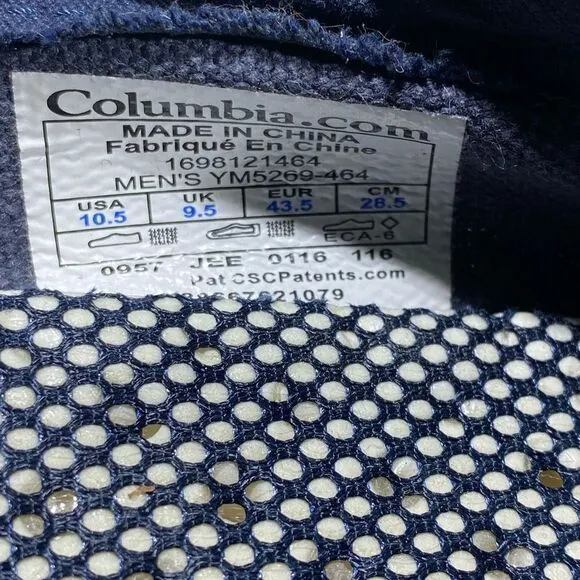 Columbia.com
MADE IN CHINA
Fabriqué En Chine
1698121464
MEN'S YM5269-464
USA UK EUR CM
10.5 9.5 43.5 28.5
ECA-6
0957 JEE 0116 116
Pat CSCPatents.com